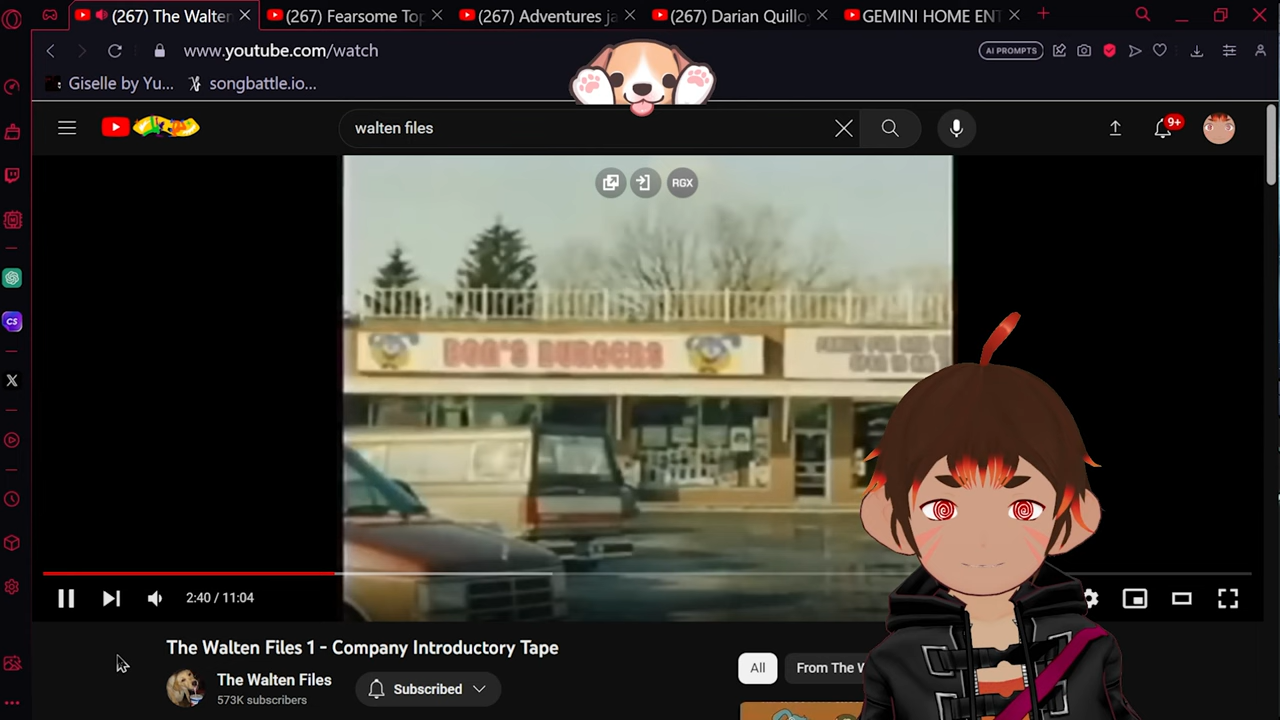 (267) The Walten
(267) Fearsome Top
(267) Adventures ja
(267) Darian Quillo
GEMINI HOME ENT
www.youtube.com/watch
AI PROMPTS
Giselle by Yu...
songbattle.io...
walten files
9+
RGX
BON'S BURGERS
CS
2:40 / 11:04
The Walten Files 1 - Company Introductory Tape
The Walten Files
573K subscribers
Subscribed
All
From The W